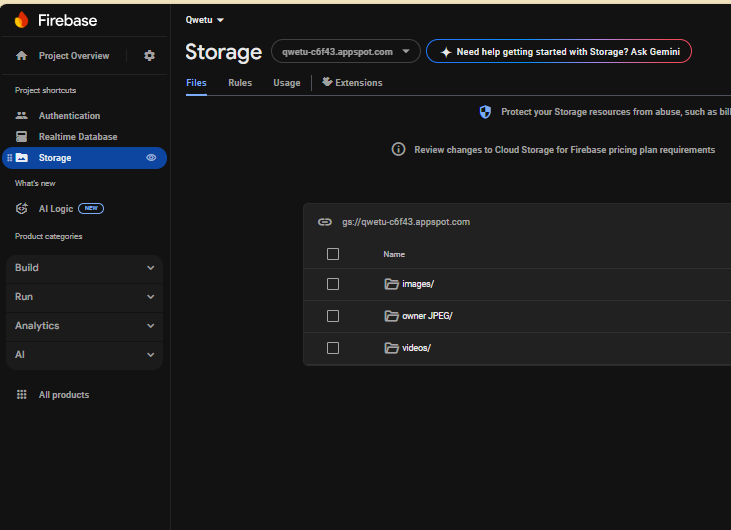 Firebase
Qwetu
Project Overview
Storage
qwetu-c6f43.appspot.com
Need help getting started with Storage? Ask Gemini
Files
Rules
Usage
Extensions
Project shortcuts
Authentication
Realtime Database
Storage
What's new
AI Logic
NEW
Product categories
Build
Run
Analytics
AI
All products
Protect your Storage resources from abuse, such as bill
Review changes to Cloud Storage for Firebase pricing plan requirements
gs://qwetu-c6f43.appspot.com
Name
images/
owner JPEG/
videos/